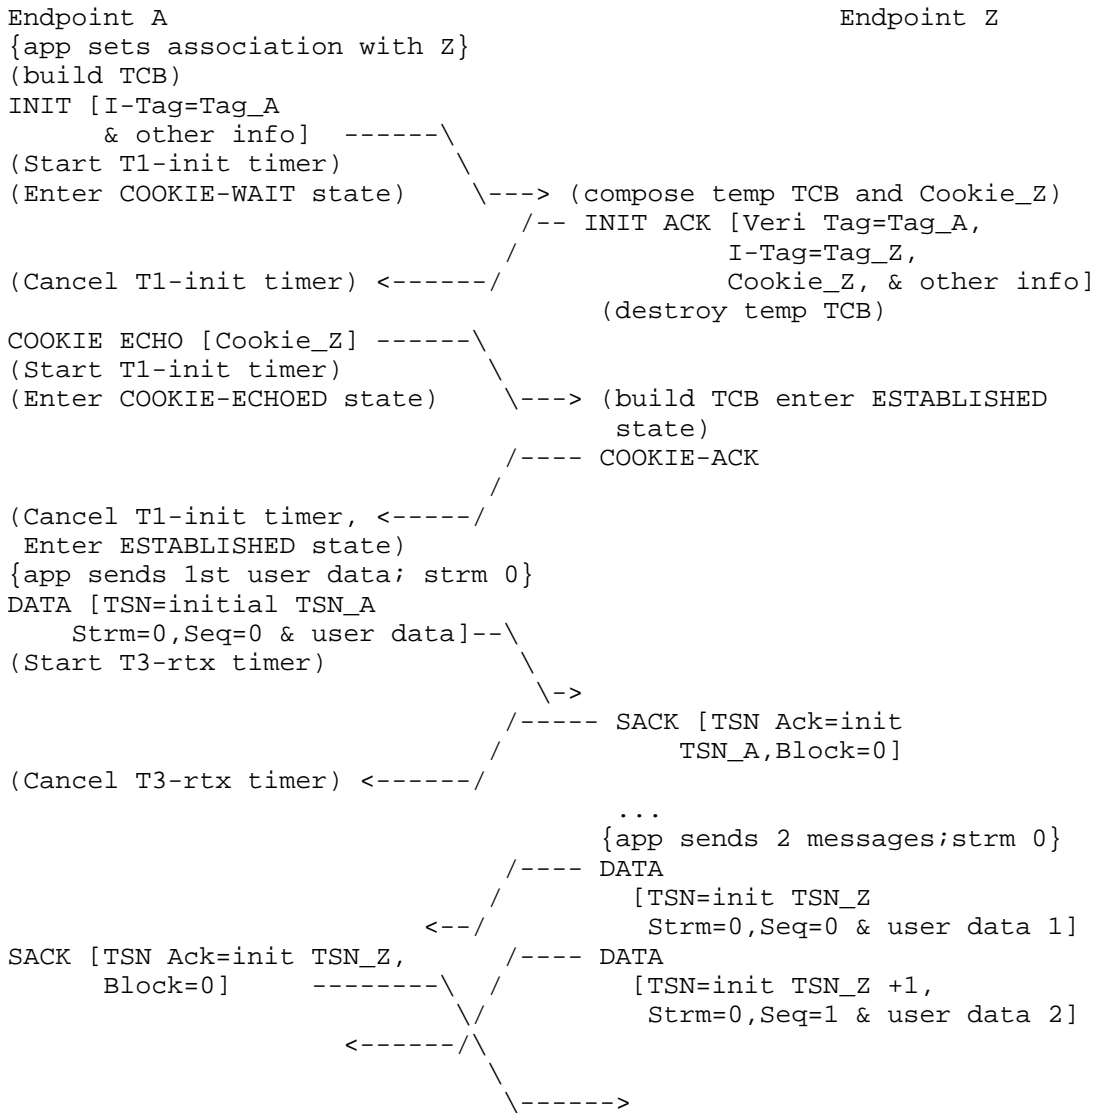 Endpoint A                                          Endpoint Z
{app sets association with Z}
(build TCB)
INIT [I-Tag=Tag_A
      & other info]  ------\
(Start T1-init timer)       \
(Enter COOKIE-WAIT state)    \---> (compose temp TCB and Cookie_Z)
                                /-- INIT ACK [Veri Tag=Tag_A,
                               /             I-Tag=Tag_Z,
(Cancel T1-init timer) <------/              Cookie_Z, & other info]
                                     (destroy temp TCB)
COOKIE ECHO [Cookie_Z] ------\
(Start T1-init timer)         \
(Enter COOKIE-ECHOED state)    \---> (build TCB enter ESTABLISHED
                                      state)
                               /---- COOKIE-ACK
                              /
(Cancel T1-init timer, <-----/
 Enter ESTABLISHED state)
{app sends 1st user data; strm 0}
DATA [TSN=initial TSN_A
    Strm=0,Seq=0 & user data]--\
(Start T3-rtx timer)            \
                                 \->
                               /----- SACK [TSN Ack=init
                              /           TSN_A,Block=0]
(Cancel T3-rtx timer) <------/
                                      ...
                                     {app sends 2 messages;strm 0}
                               /---- DATA
                              /        [TSN=init TSN_Z
                          <--/          Strm=0,Seq=0 & user data 1]
SACK [TSN Ack=init TSN_Z,      /---- DATA
      Block=0]     --------\  /        [TSN=init TSN_Z +1,
                            \/          Strm=0,Seq=1 & user data 2]
                     <------/\
                              \
                               \------>